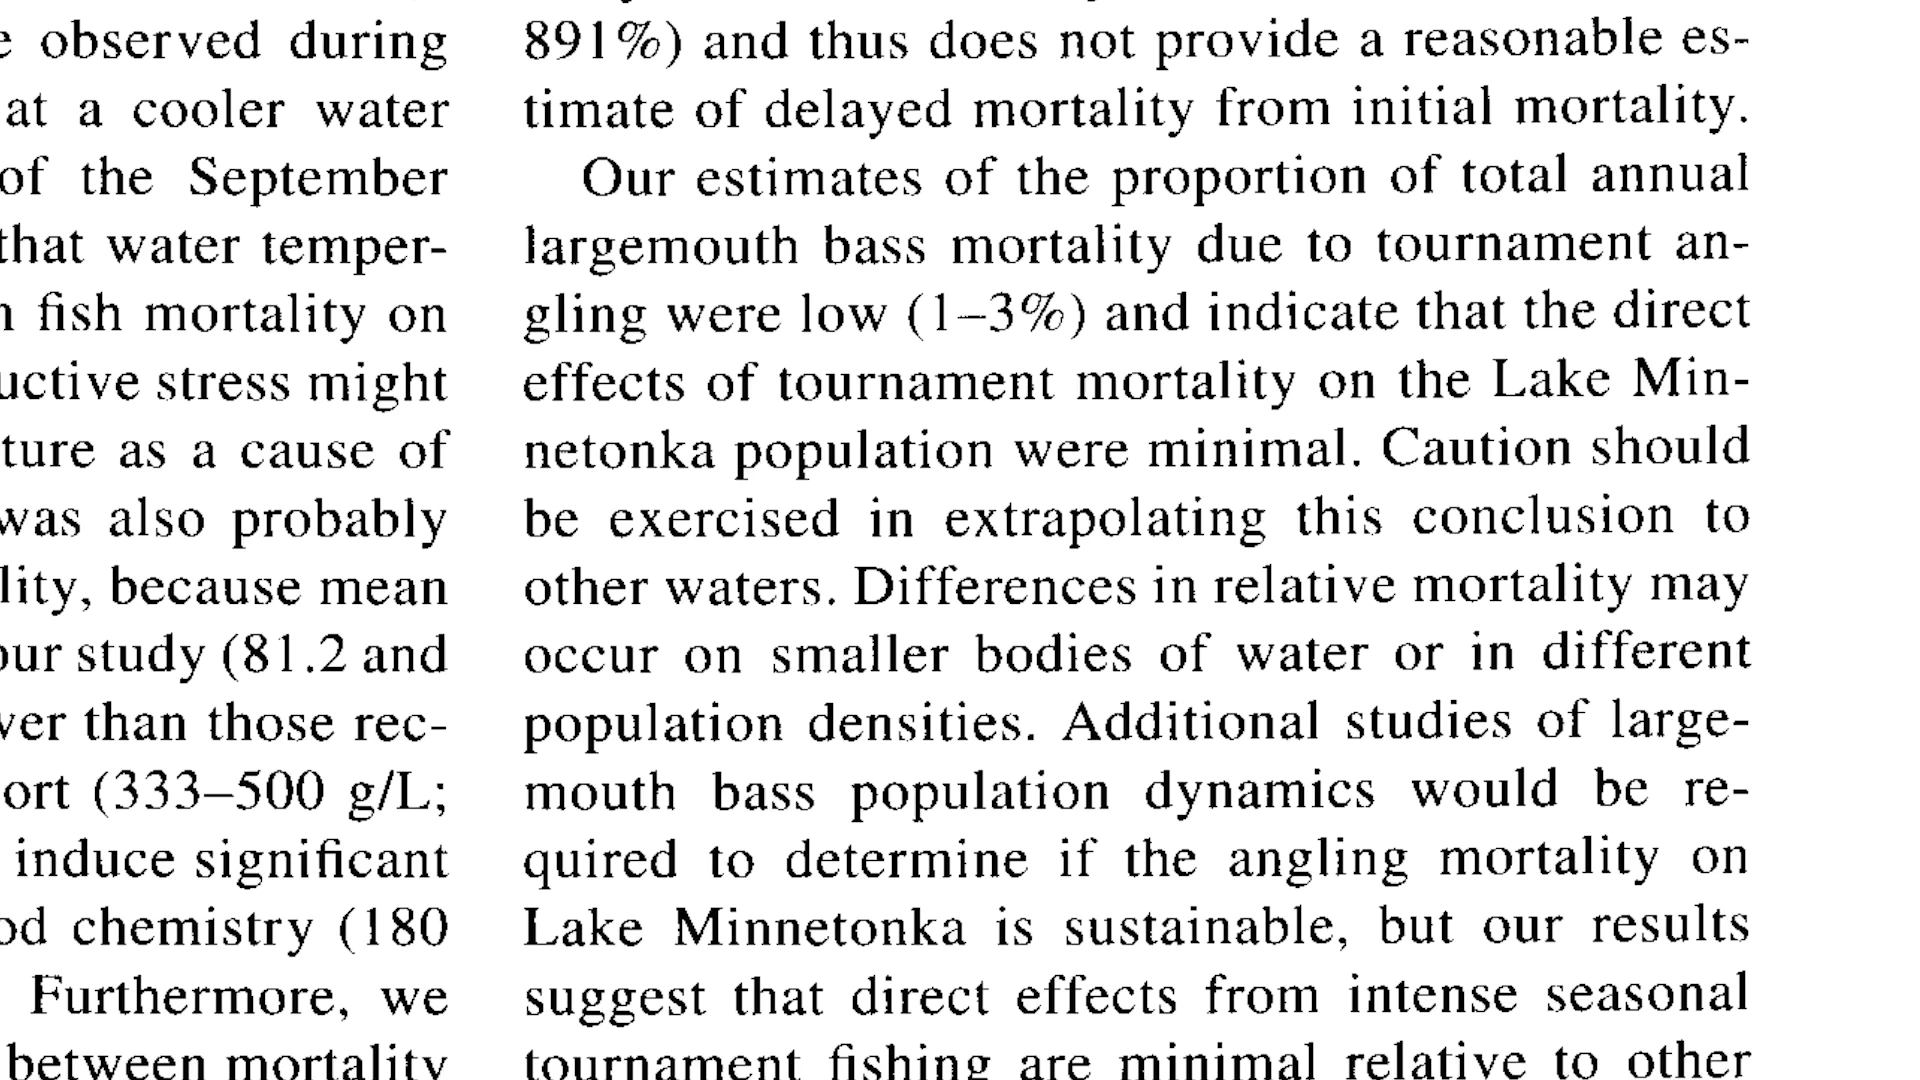 observed during
at a cooler water
of the September
that water temper-
fish mortality on
stress might
as a cause of
was also probably
because mean
study (81.2 and
than those rec-
(333–500 g/L;
induce significant
chemistry (180
Furthermore, we
between mortality
891%) and thus does not provide a reasonable es-
timate of delayed mortality from initial mortality.
Our estimates of the proportion of total annual
largemouth bass mortality due to tournament an-
gling were low (1–3%) and indicate that the direct
effects of tournament mortality on the Lake Min-
netonka population were minimal. Caution should
be exercised in extrapolating this conclusion to
other waters. Differences in relative mortality may
occur on smaller bodies of water or in different
population densities. Additional studies of large-
mouth bass population dynamics would be re-
quired to determine if the angling mortality on
Lake Minnetonka is sustainable, but our results
suggest that direct effects from intense seasonal
tournament fishing are minimal relative to other